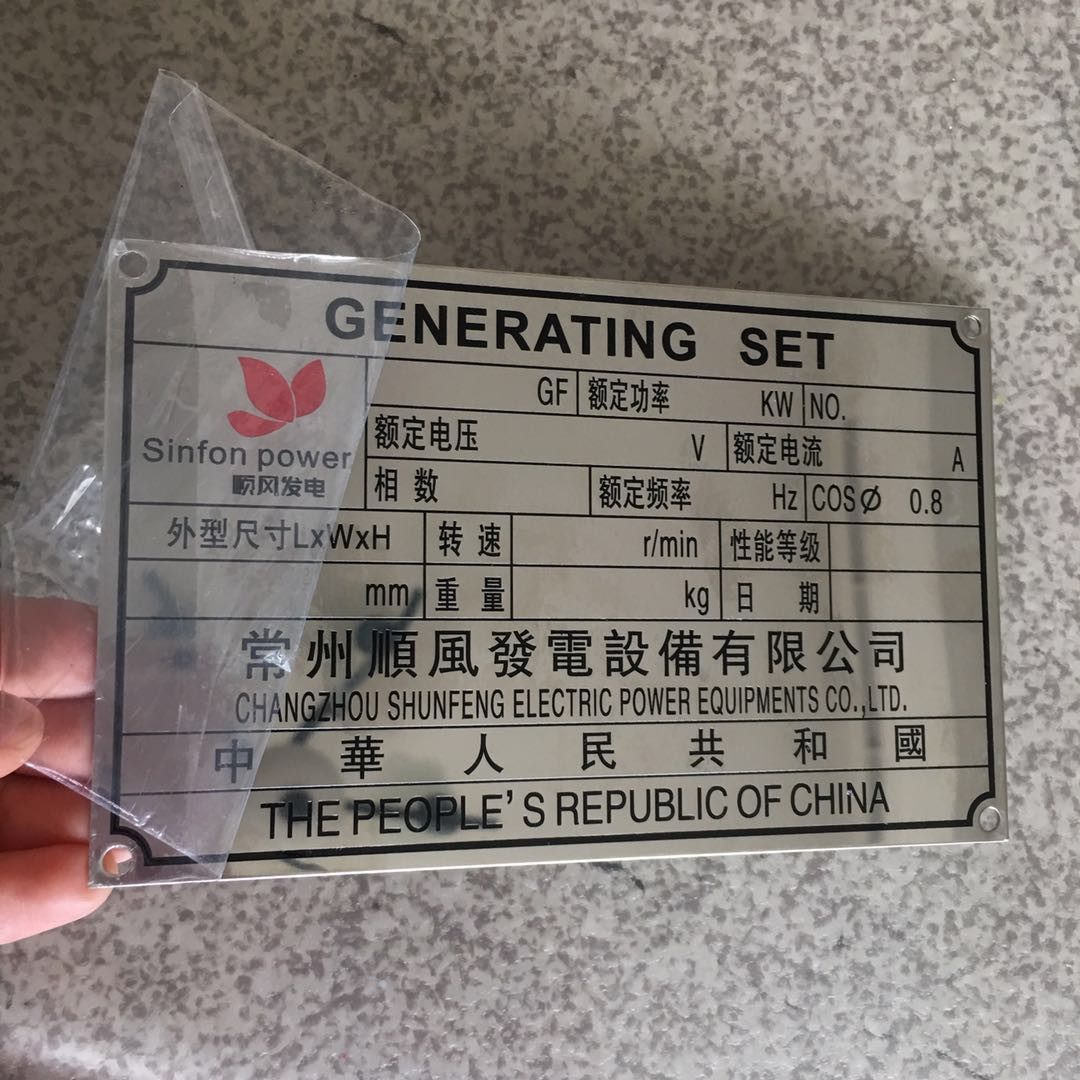 GENERATING SET
GF 额定功率 KW NO.
Sinfon power
顺风发电
额定电压 V 额定电流 A
相数 额定频率 Hz COSØ 0.8
外型尺寸LxWxH 转速 r/min 性能等级
mm 重量 kg 日期
常州順風發電設備有限公司
CHANGZHOU SHUNFENG ELECTRIC POWER EQUIPMENTS CO.,LTD.
中華人民共和國
THE PEOPLE'S REPUBLIC OF CHINA